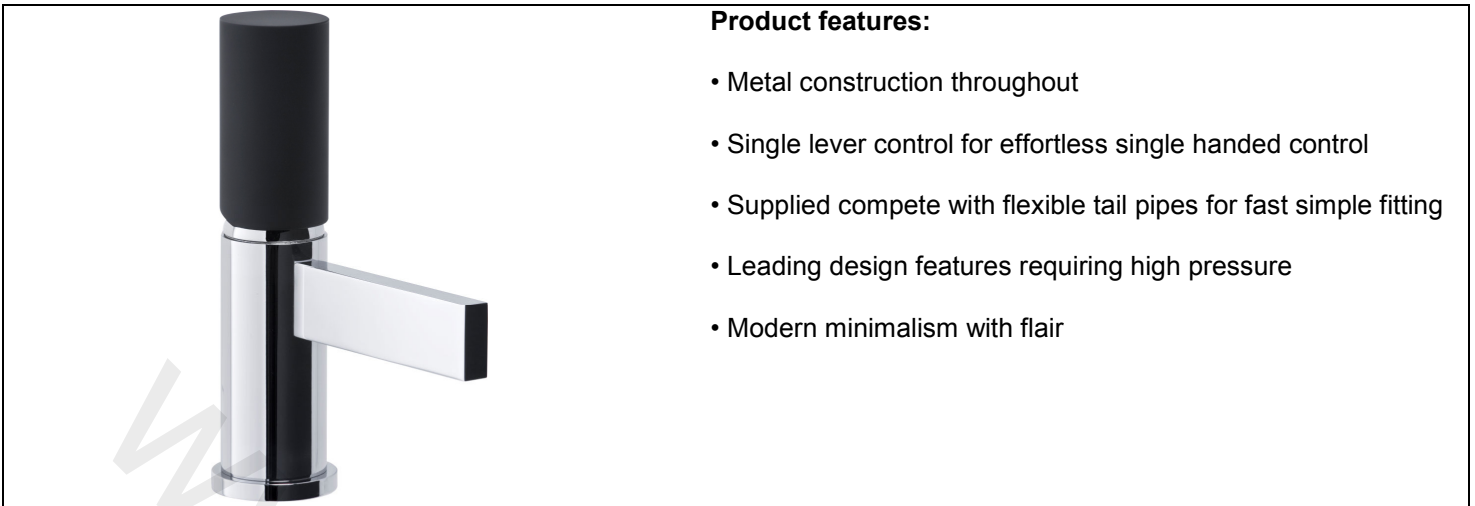 Product features:
• Metal construction throughout
• Single lever control for effortless single handed control
• Supplied compete with flexible tail pipes for fast simple fitting
• Leading design features requiring high pressure
• Modern minimalism with flair